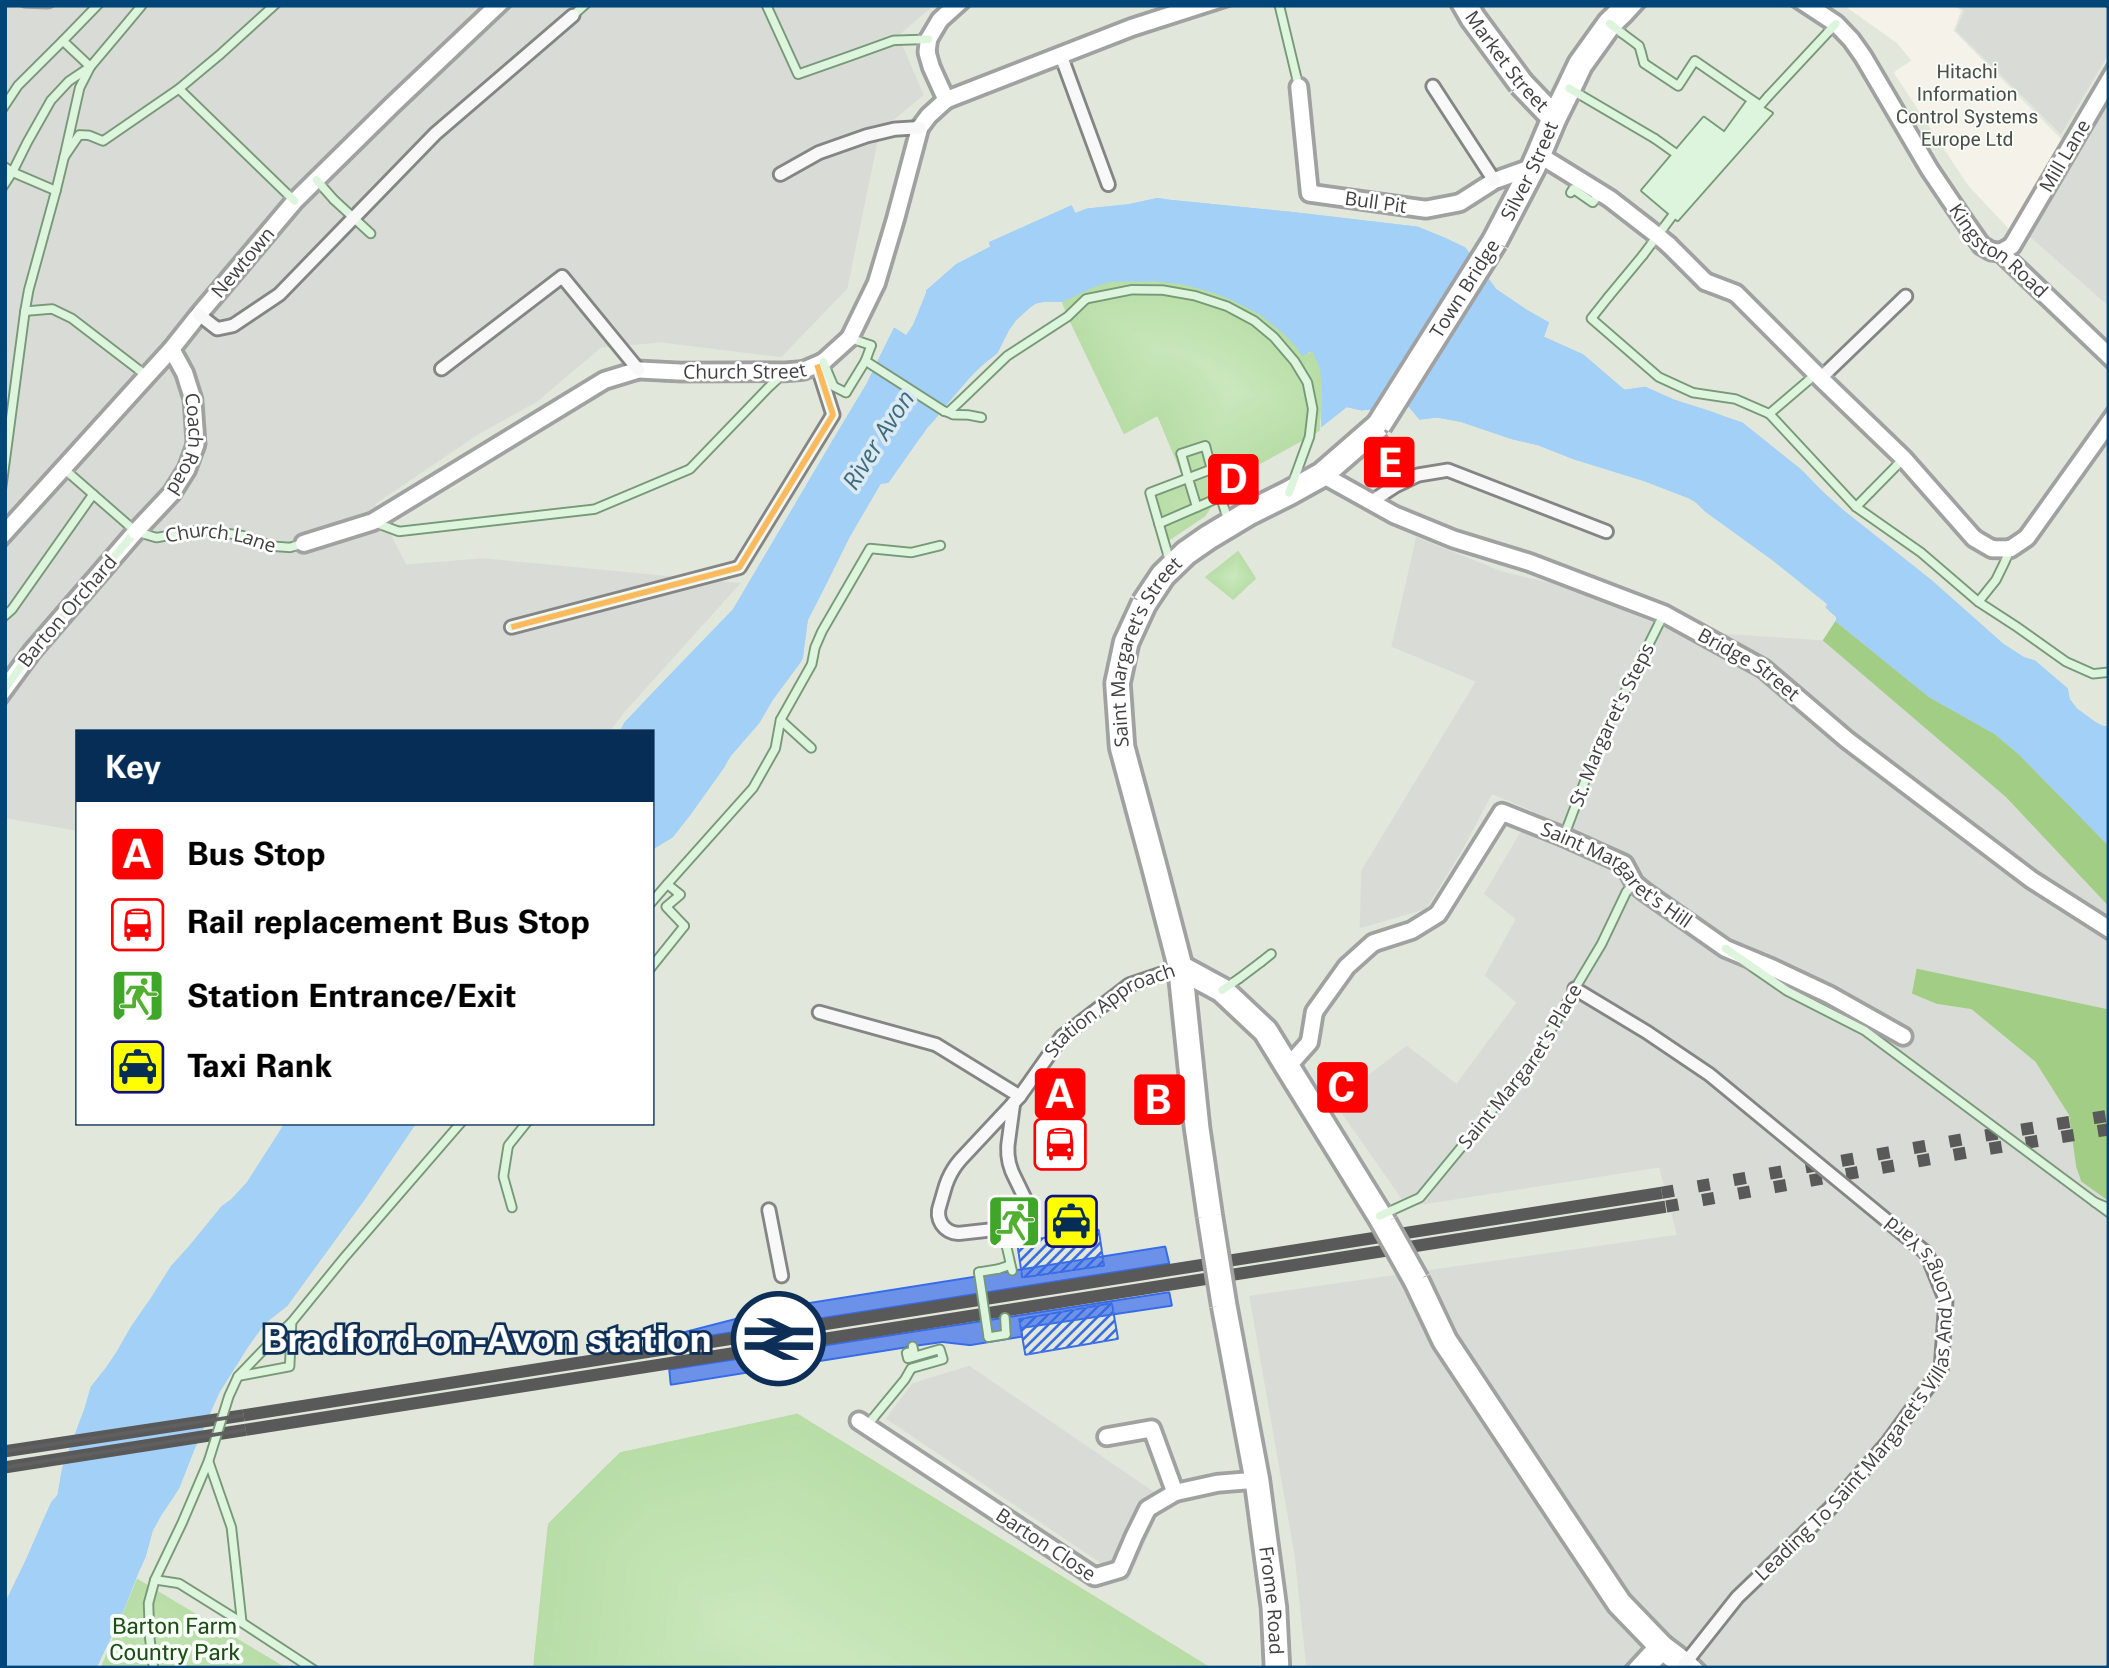 Market Street
Hitachi
Information
Control Systems
Europe Ltd
Mill Lane
Silver Street
Bull Pit
Kingston Road
Newtown
Town Bridge
Church Street
River Avon
Coach Road
D
E
Church Lane
Barton Orchard
Saint Margaret's Street
Bridge Street
St. Margaret's Steps
Key
A Bus Stop
Rail replacement Bus Stop
Station Entrance/Exit
Taxi Rank
Saint Margaret's Hill
Station Approach
Saint Margaret's Place
A
B
C
Bradford-on-Avon station
Leading To Saint Margaret's Villas And Long's Yard
Barton Close
Frome Road
Barton Farm
Country Park